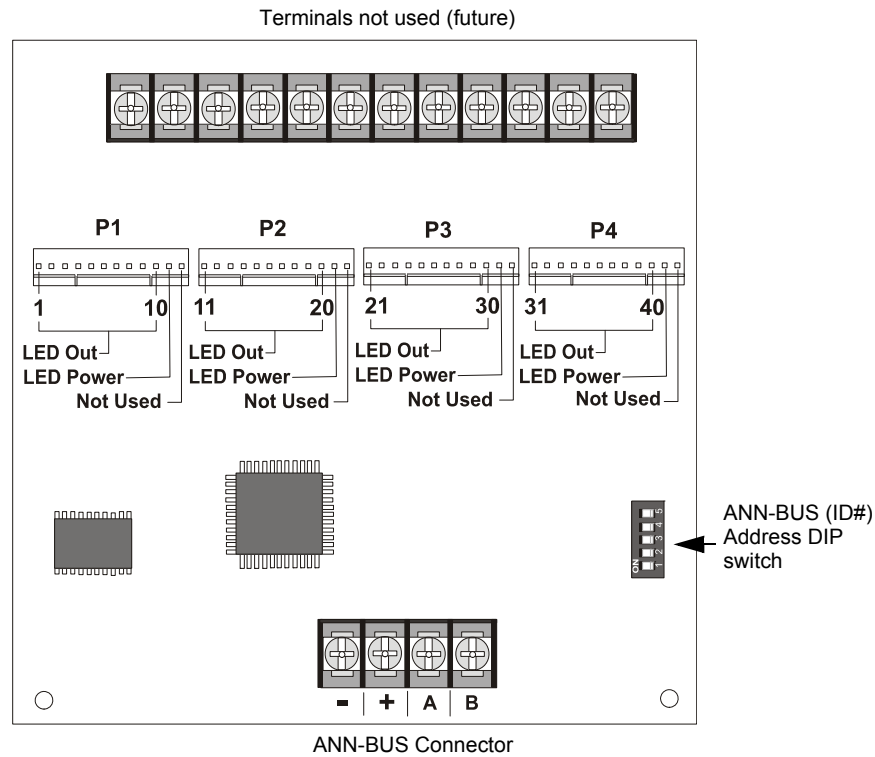 Terminals not used (future)
P1 P2 P3 P4
1 10 11 20 21 30 31 40
LED Out LED Out LED Out LED Out
LED Power LED Power LED Power LED Power
Not Used Not Used Not Used Not Used
ANN-BUS (ID#)
Address DIP
switch
ON 1 2 3 4 5
- + A B
ANN-BUS Connector